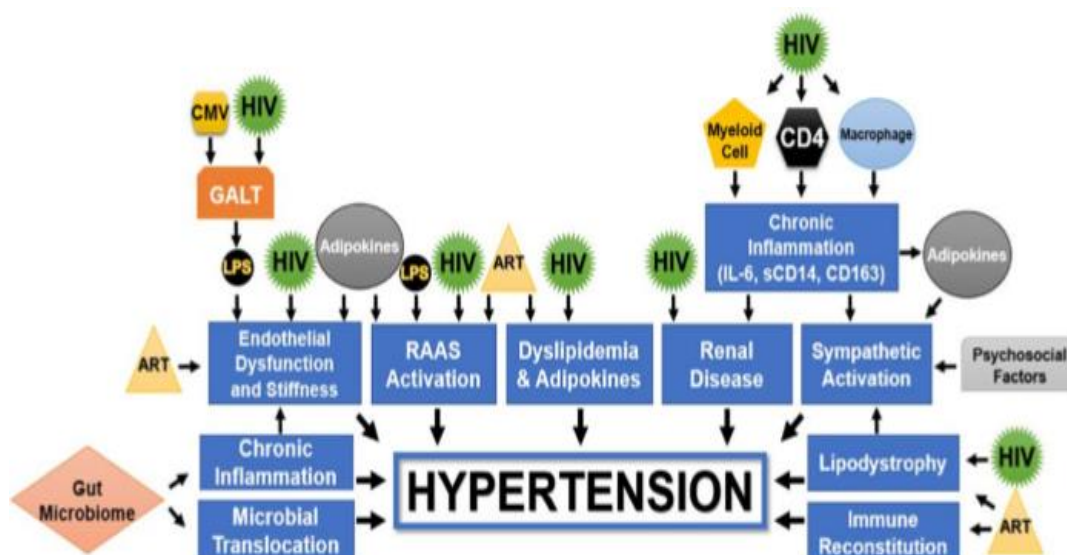 HIV
CMV
HIV
Myeloid
Cell
CD4
Macrophage
GALT
Chronic
Inflammation
(IL-6, sCD14, CD163)
Adipokines
LPS
HIV
Adipokines
LPS
HIV
ART
HIV
HIV
ART
Endothelial
Dysfunction
and Stiffness
RAAS
Activation
Dyslipidemia
& Adipokines
Renal
Disease
Sympathetic
Activation
Psychosocial
Factors
Gut
Microbiome
Chronic
Inflammation
Microbial
Translocation
HYPERTENSION
Lipodystrophy
Immune
Reconstitution
HIV
ART